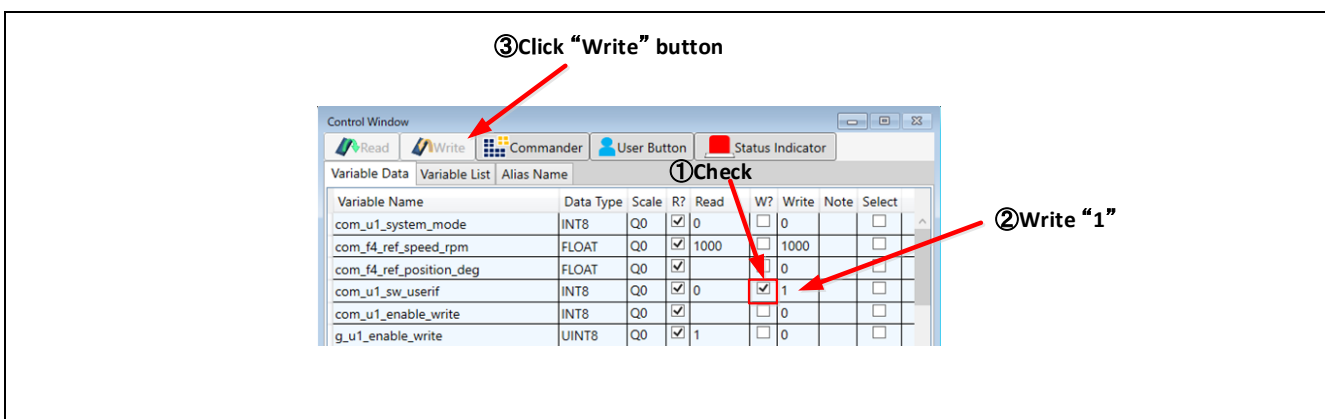 ③Click “Write” button
Control Window
Read Write Commander User Button Status Indicator
Variable Data Variable List Alias Name
①Check
Variable Name Data Type Scale R? Read W? Write Note Select
com_u1_system_mode INT8 Q0 0 0
②Write “1”
com_f4_ref_speed_rpm FLOAT Q0 1000 1000
com_f4_ref_position_deg FLOAT Q0 0
com_u1_sw_userif INT8 Q0 0 1
com_u1_enable_write INT8 Q0 0
g_u1_enable_write UINT8 Q0 1 0